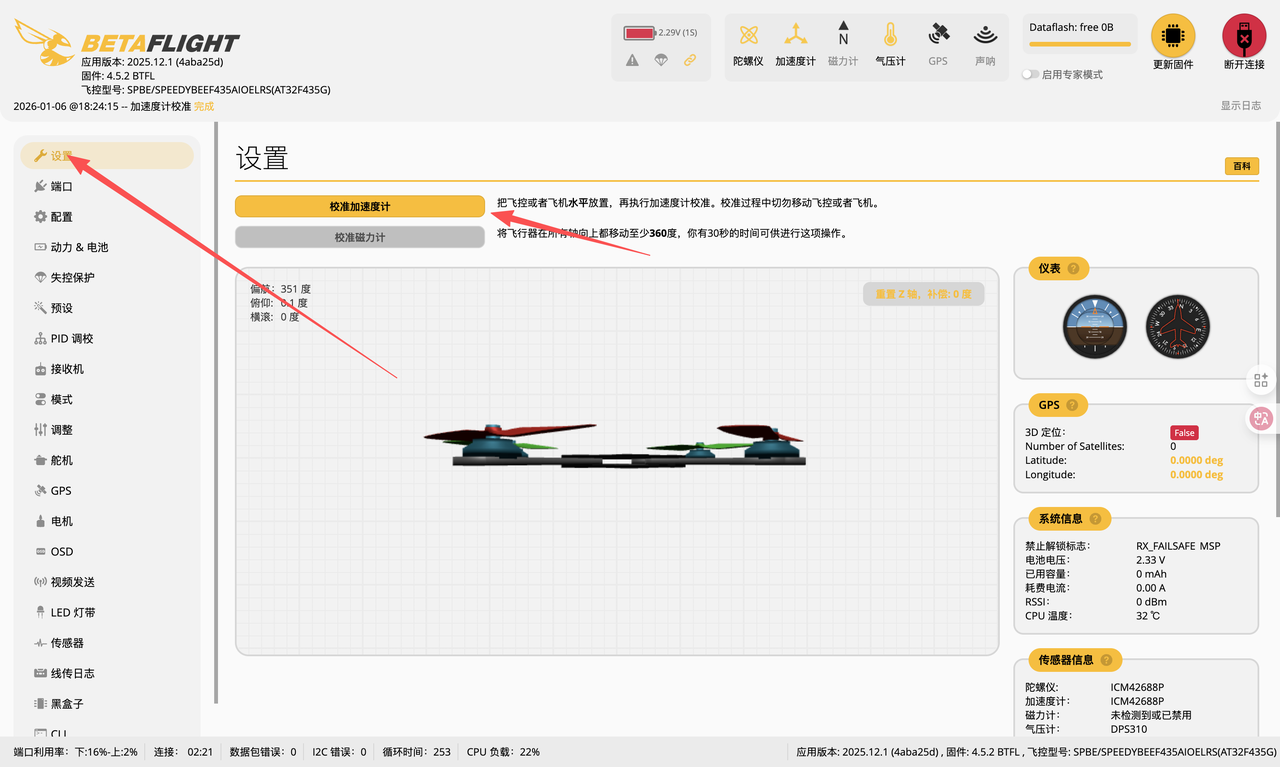 BETAFLIGHT
应用版本: 2025.12.1 (4aba25d)
固件: 4.5.2 BTFL
飞控型号: SPBE/SPEEDYBEEF435AIOELRS(AT32F435G)
2026-01-06 @18:24:15 -- 加速度计校准 完成
2.29V (1S)
N
陀螺仪 加速度计 磁力计 气压计 GPS 声呐
Dataflash: free 0B
启用专家模式
更新固件
断开连接
显示日志
设置
端口
配置
动力 & 电池
失控保护
预设
PID 调校
接收机
模式
调整
舵机
GPS
电机
OSD
视频发送
LED 灯带
传感器
线传日志
黑盒子
CLI
设置
百科
校准加速度计
把飞控或者飞机水平放置，再执行加速度计校准。校准过程中切勿移动飞控或者飞机。
校准磁力计
将飞行器在所有轴向上都移动至少360度，你有30秒的时间可供进行这项操作。
偏航: 351 度
俯仰: 0.1 度
横滚: 0 度
重置 Z 轴，补偿: 0 度
仪表 ?
GPS ?
3D 定位: False
Number of Satellites: 0
Latitude: 0.0000 deg
Longitude: 0.0000 deg
系统信息 ?
禁止解锁标志: RX_FAILSAFE MSP
电池电压: 2.33 V
已用容量: 0 mAh
耗费电流: 0.00 A
RSSI: 0 dBm
CPU 温度: 32 ℃
传感器信息 ?
陀螺仪: ICM42688P
加速度计: ICM42688P
磁力计: 未检测到或已禁用
气压计: DPS310
端口利用率: 下:16%-上:2% 连接: 02:21 数据包错误: 0 I2C 错误: 0 循环时间: 253 CPU 负载: 22% 应用版本: 2025.12.1 (4aba25d) , 固件: 4.5.2 BTFL , 飞控型号: SPBE/SPEEDYBEEF435AIOELRS(AT32F435G)